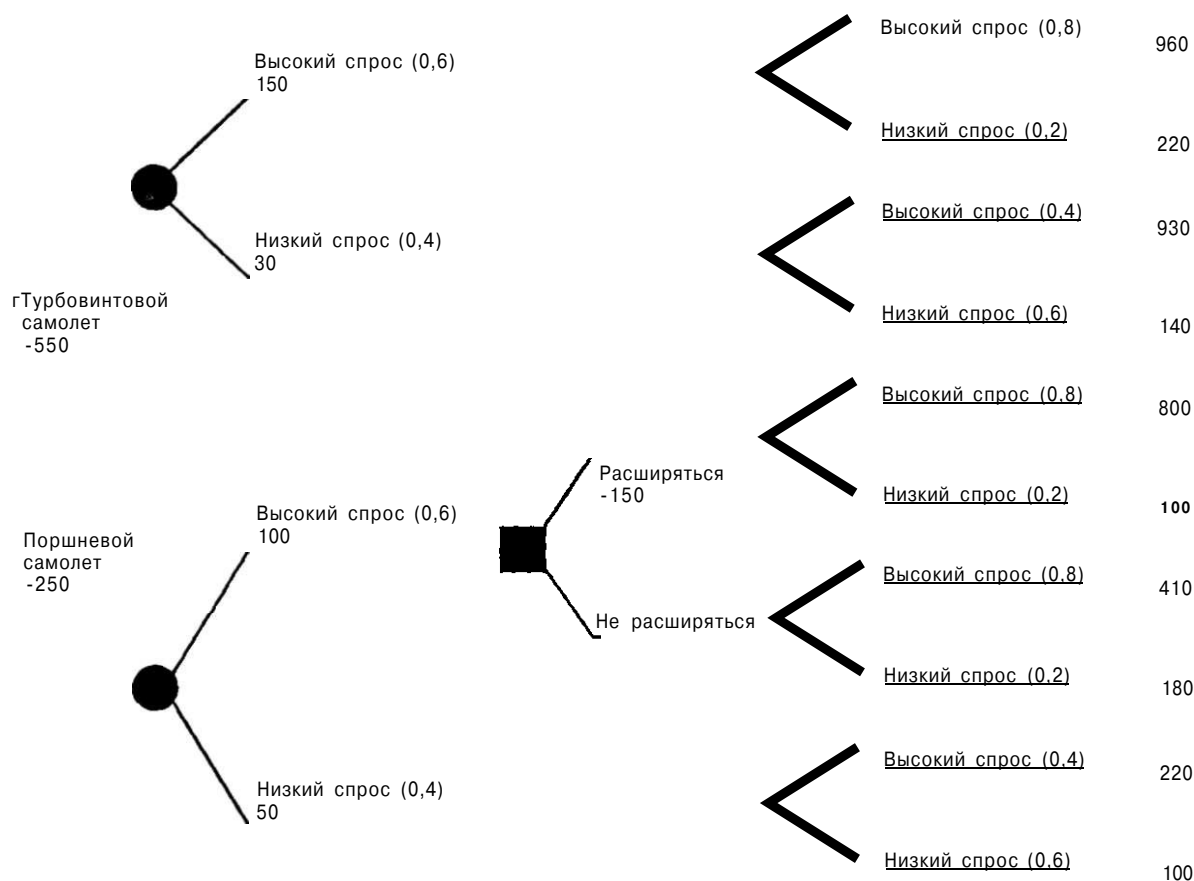 Высокий спрос (0,8)
960
Высокий спрос (0,6)
150
Низкий спрос (0,2)
220
Высокий спрос (0,4)
930
Низкий спрос (0,4)
30
гТурбовинтовой
самолет
-550
Низкий спрос (0,6)
140
Высокий спрос (0,8)
800
Расширяться
-150
Низкий спрос (0,2)
100
Высокий спрос (0,6)
100
Поршневой
самолет
-250
Высокий спрос (0,8)
410
Не расширяться
Низкий спрос (0,2)
180
Высокий спрос (0,4)
220
Низкий спрос (0,4)
50
Низкий спрос (0,6)
100